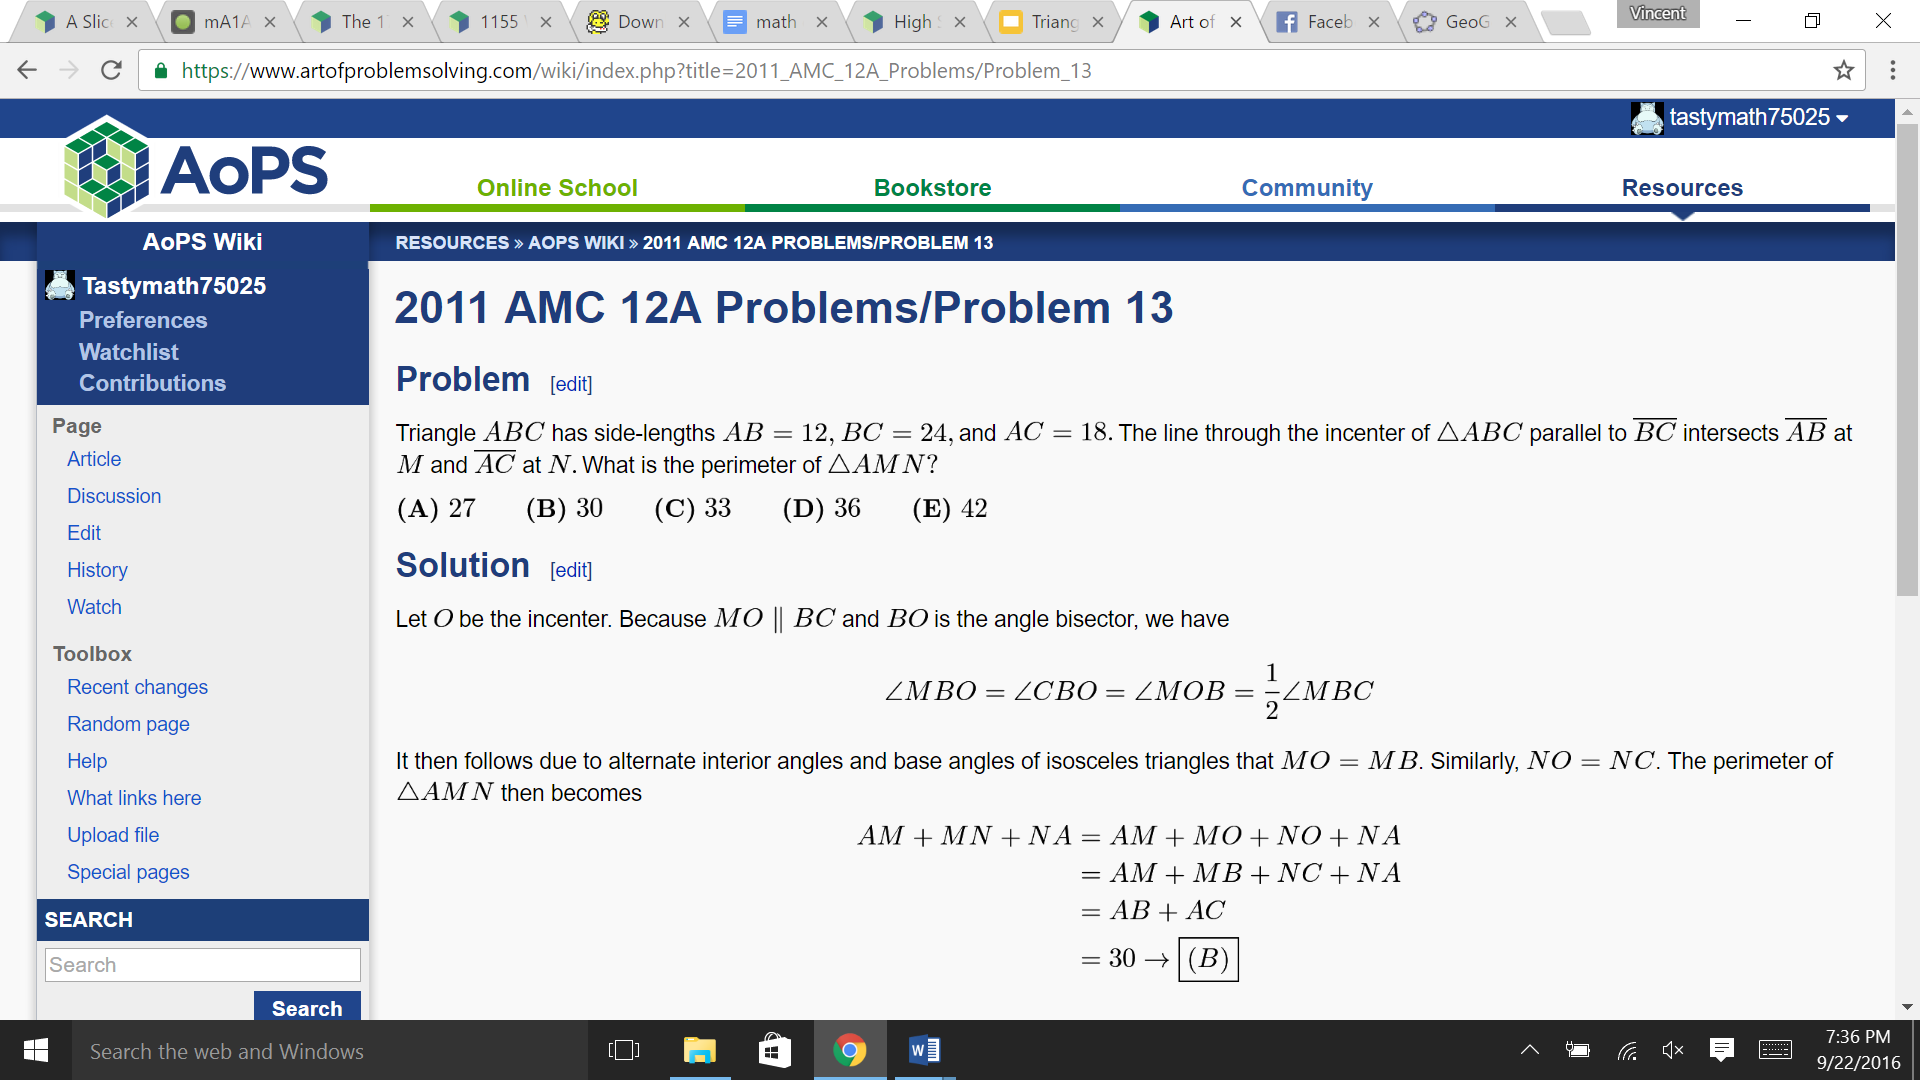 A Slice
mA1A
The 1
1155
Down
math
High
Triang
Art of
Faceb
GeoG
Vincent
https://www.artofproblemsolving.com/wiki/index.php?title=2011_AMC_12A_Problems/Problem_13
tastymath75025
AoPS
Online School
Bookstore
Community
Resources
AoPS Wiki
RESOURCES » AOPS WIKI » 2011 AMC 12A PROBLEMS/PROBLEM 13
Tastymath75025
Preferences
Watchlist
Contributions
Page
Article
Discussion
Edit
History
Watch
Toolbox
Recent changes
Random page
Help
What links here
Upload file
Special pages
SEARCH
Search
Search
2011 AMC 12A Problems/Problem 13
Problem [edit]
Triangle ABC has side-lengths AB = 12, BC = 24, and AC = 18. The line through the incenter of △ABC parallel to BC intersects AB at
M and AC at N. What is the perimeter of △AMN?
(A) 27 (B) 30 (C) 33 (D) 36 (E) 42
Solution [edit]
Let O be the incenter. Because MO ∥ BC and BO is the angle bisector, we have
∠MBO = ∠CBO = ∠MOB = 1/2 ∠MBC
It then follows due to alternate interior angles and base angles of isosceles triangles that MO = MB. Similarly, NO = NC. The perimeter of
△AMN then becomes
AM + MN + NA = AM + MO + NO + NA
= AM + MB + NC + NA
= AB + AC
= 30 → (B)
Search the web and Windows
7:36 PM
9/22/2016